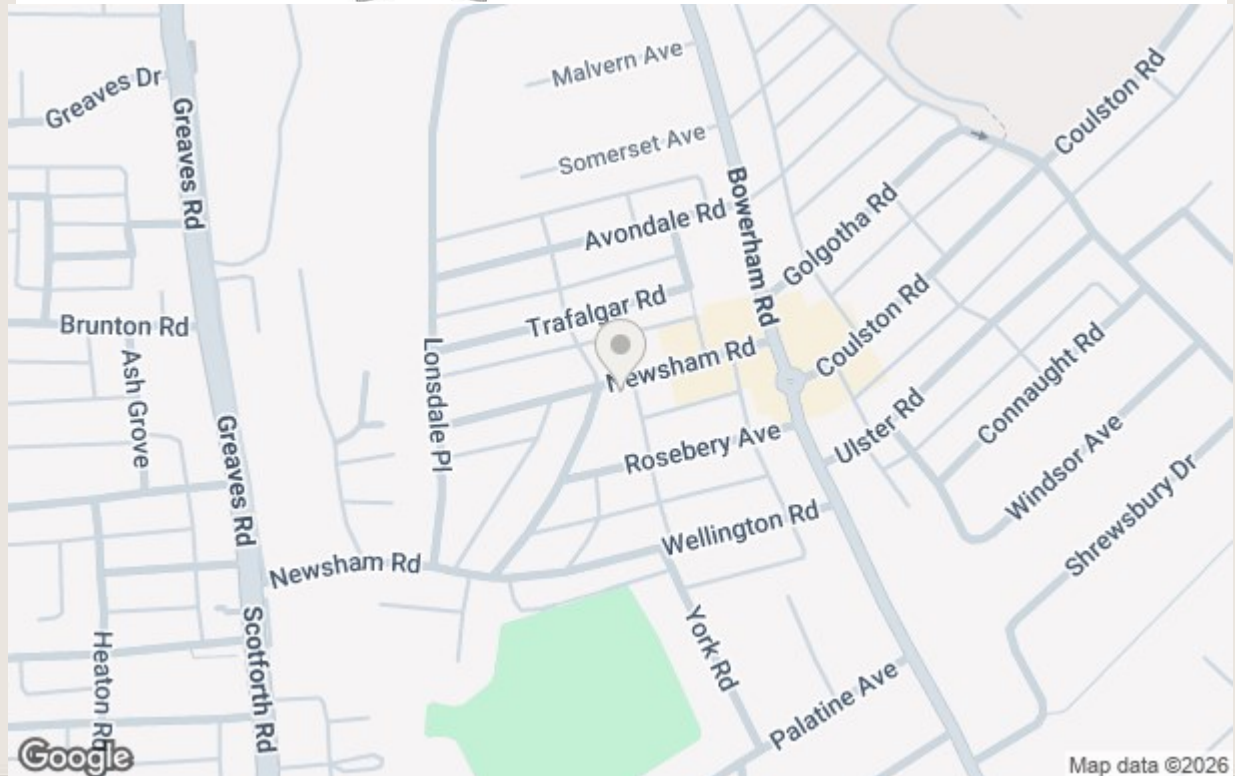 Malvern Ave
Coulston Rd
Greaves Dr
Greaves Rd
Somerset Ave
Bowerham Rd
Avondale Rd
Golgotha Rd
Trafalgar Rd
Coulston Rd
Brunton Rd
Newsham Rd
Ash Grove
Lonsdale Pl
Connaught Rd
Ulster Rd
Rosebery Ave
Windsor Ave
Greaves Rd
Shrewsbury Dr
Wellington Rd
Newsham Rd
York Rd
Scotforth Rd
Heaton Rd
Palatine Ave
Google
Map data ©2026